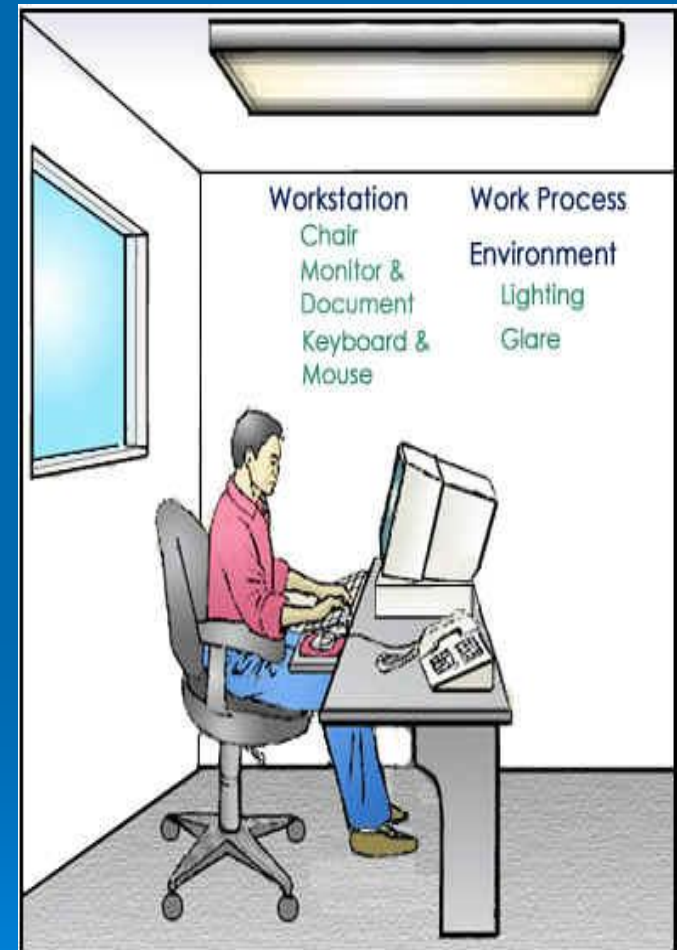 Workstation
Chair
Monitor &
Document
Keyboard &
Mouse
Work Process
Environment
Lighting
Glare